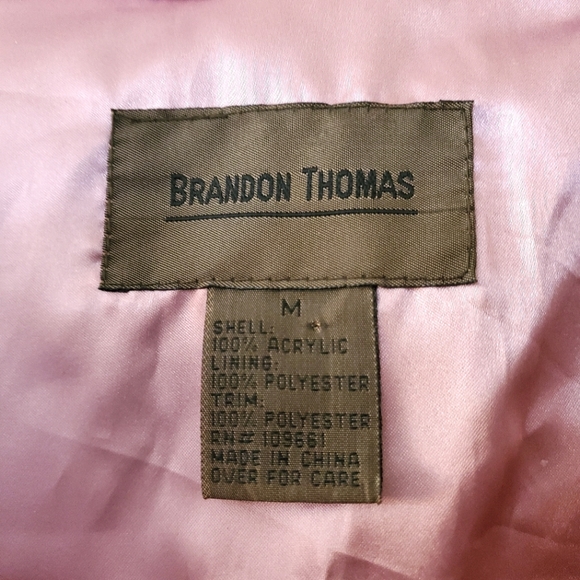 BRANDON THOMAS
M
SHELL:
100% ACRYLIC
LINING:
100% POLYESTER
TRIM:
100% POLYESTER
RN# 109661
MADE IN CHINA
OVER FOR CARE